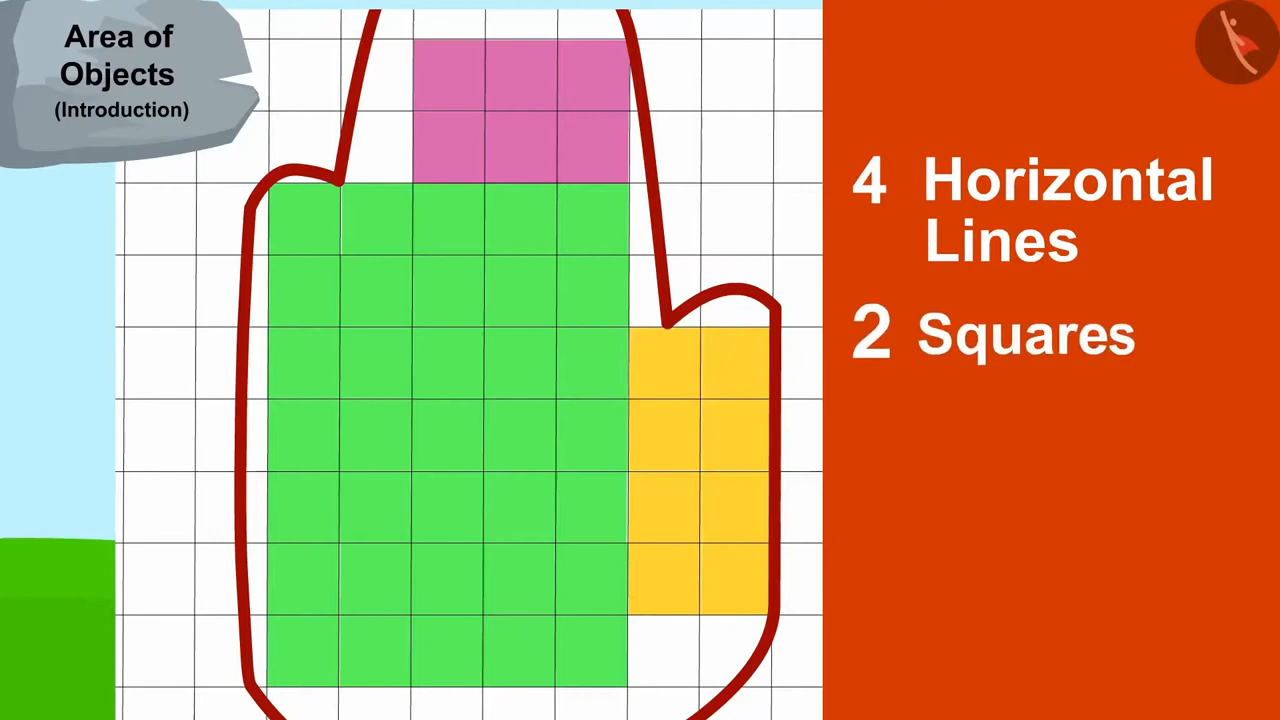 Area of
Objects
(Introduction)
4 Horizontal
Lines
2 Squares